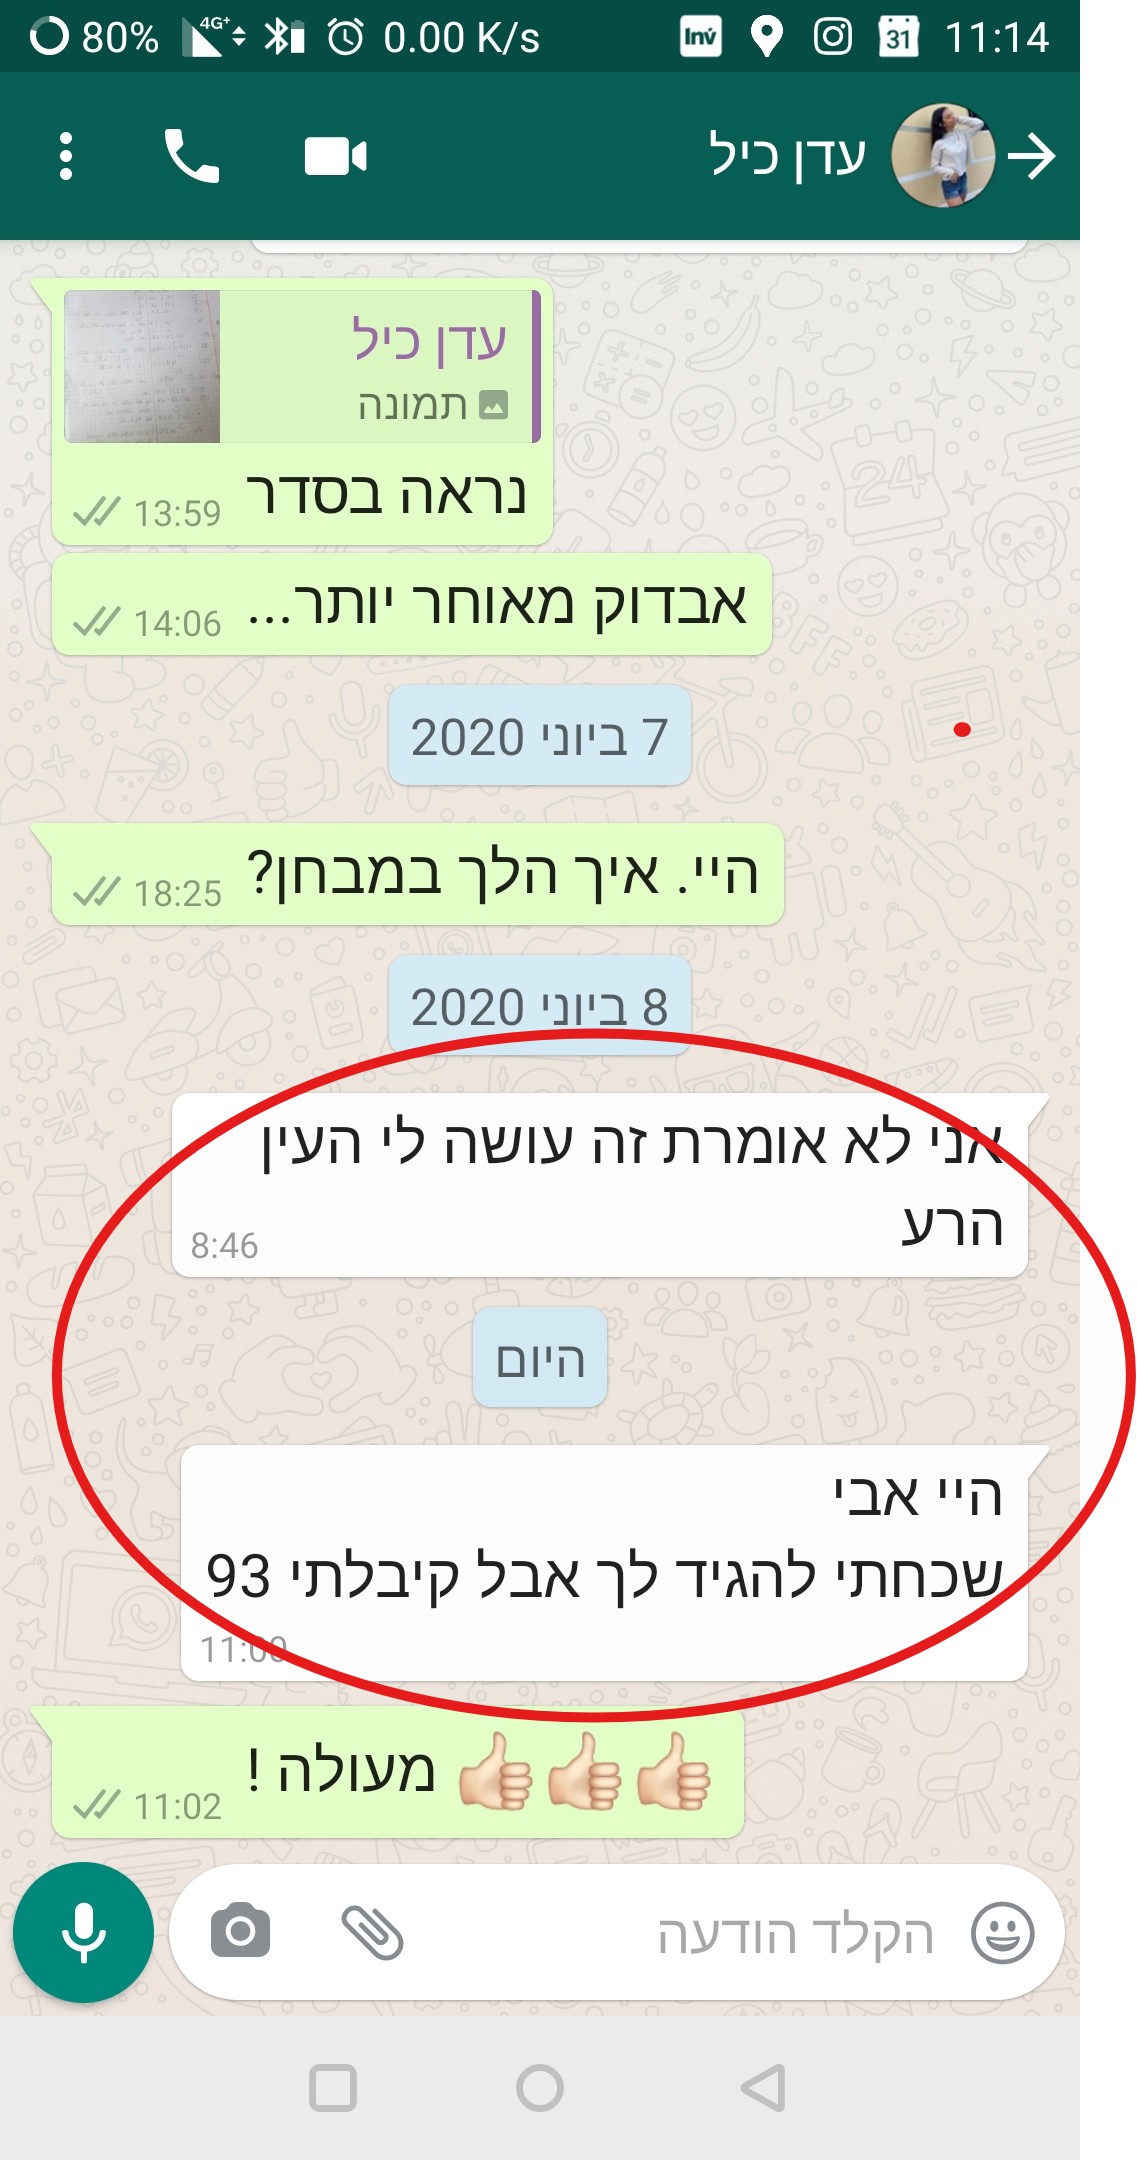 80% 4G+ 0.00 K/s Inv 31 11:14
עדן כיל
עדן כיל
תמונה
נראה בסדר 13:59
אבדוק מאוחר יותר... 14:06
7 ביוני 2020
היי. איך הלך במבחן? 18:25
8 ביוני 2020
אני לא אומרת זה עושה לי העין
הרע
8:46
היום
היי אבי
שכחתי להגיד לך אבל קיבלתי 93
11:00
👍🏻👍🏻👍🏻 מעולה ! 11:02
הקלד הודעה